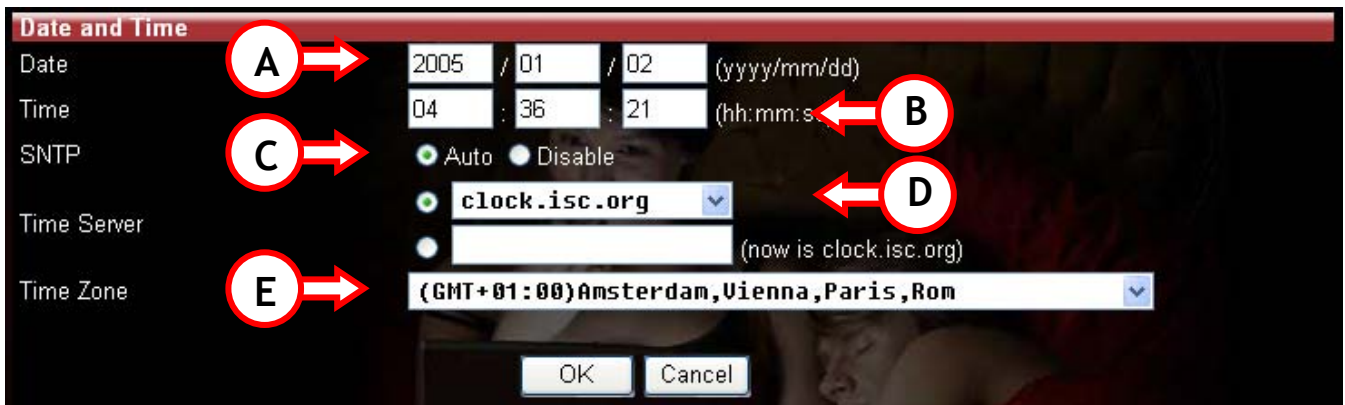 Date and Time
Date A 2005 / 01 / 02 (yyyy/mm/dd)
Time 04 : 36 : 21 (hh:mm:s B
SNTP C Auto Disable
clock.isc.org D
Time Server
(now is clock.isc.org)
Time Zone E (GMT+01:00)Amsterdam,Vienna,Paris,Rom
OK Cancel